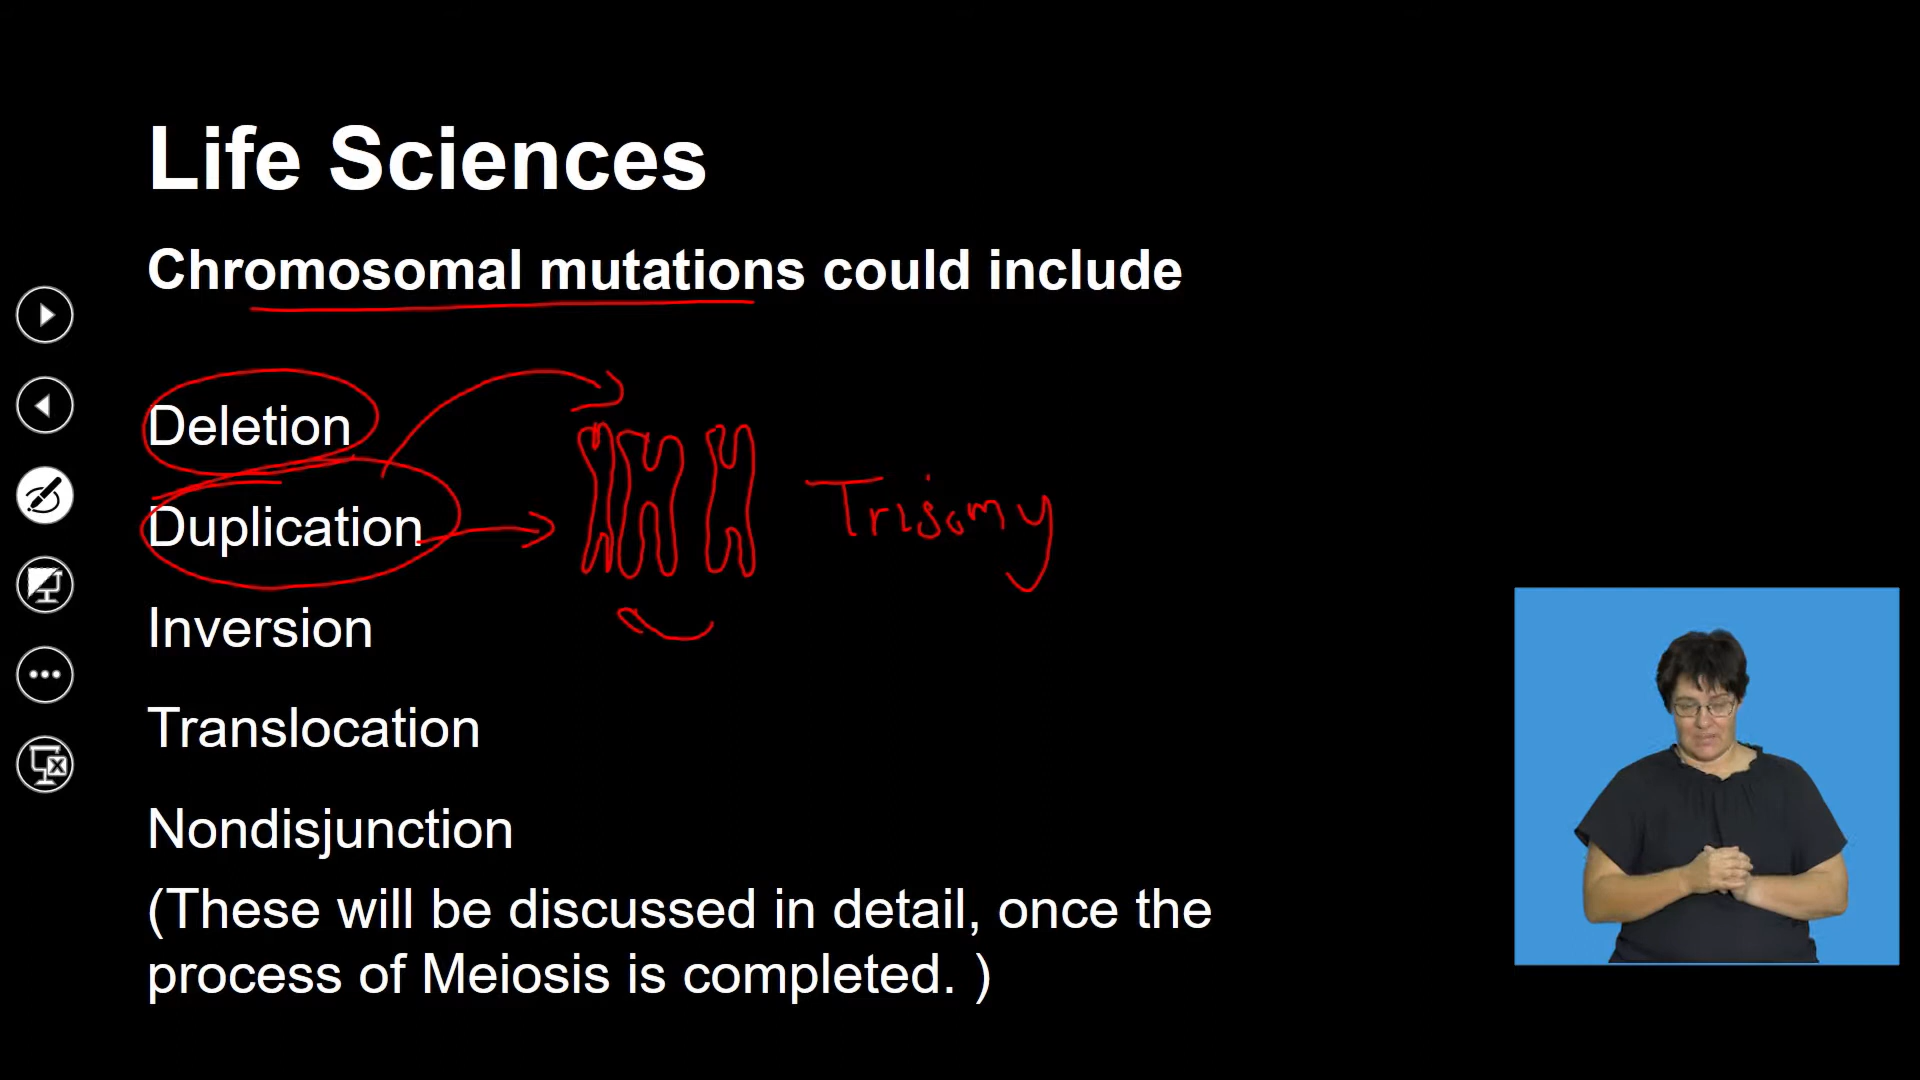 Life Sciences
Chromosomal mutations could include
Deletion
Duplication
Trisomy
Inversion
Translocation
Nondisjunction
(These will be discussed in detail, once the
process of Meiosis is completed. )